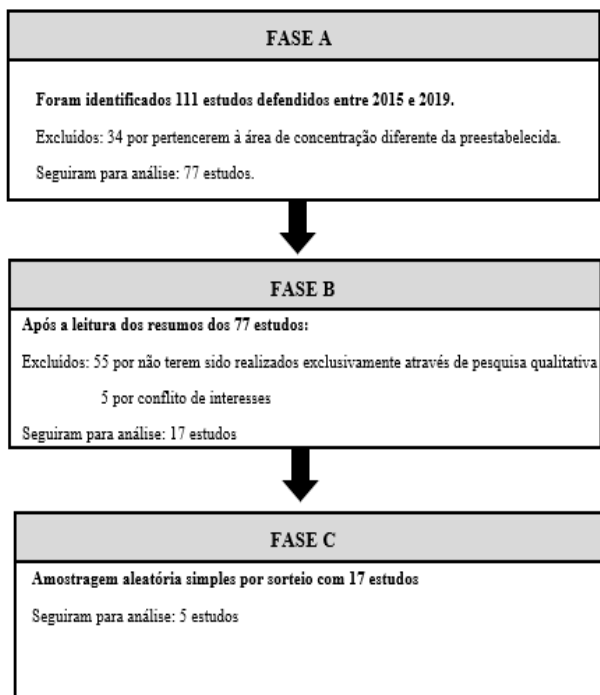 FASE A
Foram identificados 111 estudos defendidos entre 2015 e 2019.
Excluidos: 34 por pertencerem à área de concentração diferente da preestabelecida.
Seguiram para análise: 77 estudos.
FASE B
Após a leitura dos resumos dos 77 estudos:
Excluidos: 55 por não terem sido realizados exclusivamente através de pesquisa qualitativa
5 por conflito de interesses
Seguiram para análise: 17 estudos
FASE C
Amostragem aleatória simples por sorteio com 17 estudos
Seguiram para análise: 5 estudos